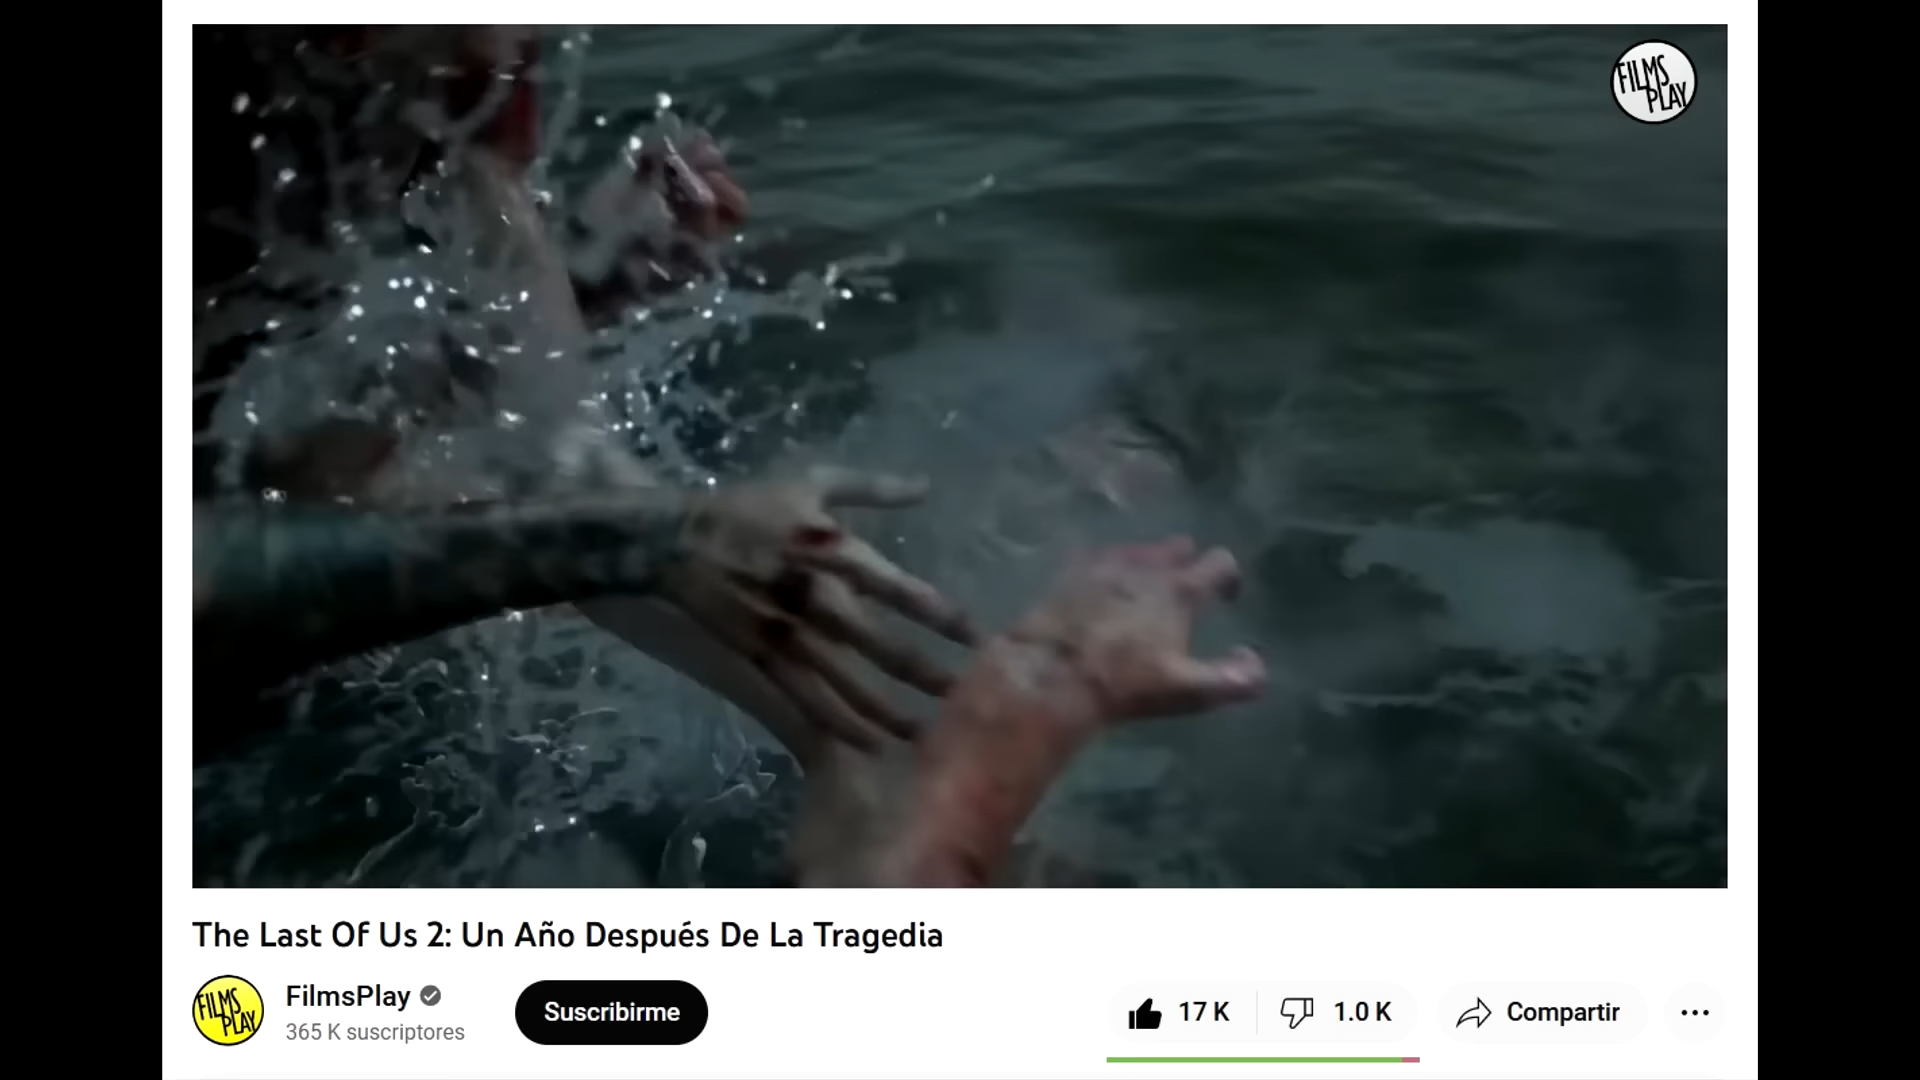 FILMS
PLAY
The Last Of Us 2: Un Año Después De La Tragedia
FILMS
PLAY
FilmsPlay
365 K suscriptores
Suscribirme
17 K
1.0 K
Compartir